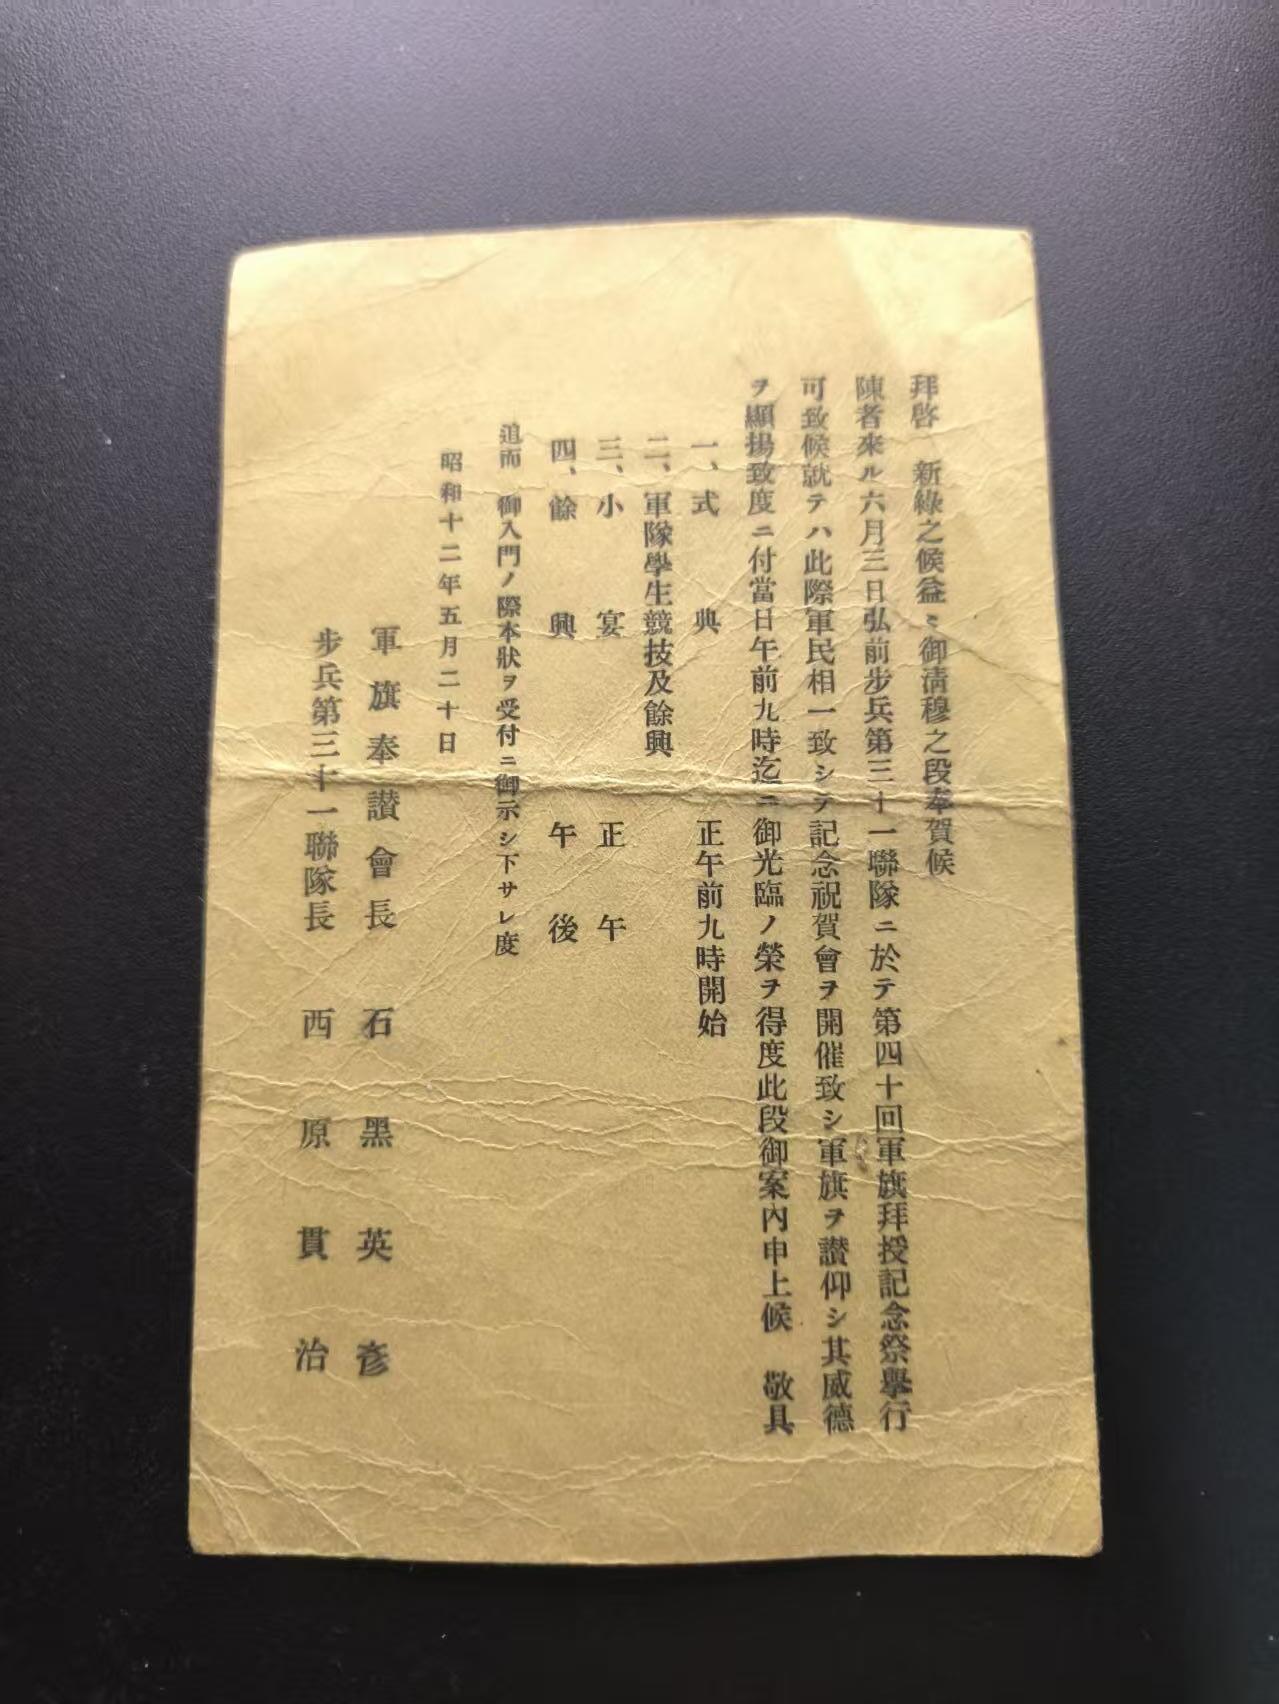 拜啓　新綠之候益〻御淸穆之段奉賀候
陳者來ル六月三日弘前步兵第三十一聯隊ニ於テ第四十回軍旗拜授記念祭擧行
可致候就テハ此際軍民相一致シテ記念祝賀會ヲ開催致シ軍旗ヲ讃仰シ其威德
ヲ顯揚致度ニ付當日午前九時迄ニ御光臨ノ榮ヲ得度此段御案內申上候　敬具
一、式　典　正午前九時開始
二、軍隊學生競技及餘興
三、小　宴　正　午
四、餘　興　午　後
追而　御入門ノ際本狀ヲ受付ニ御示シ下サレ度
昭和十二年五月二十日
軍旗奉讃會長　石黑英彥
步兵第三十一聯隊長　西原貫治